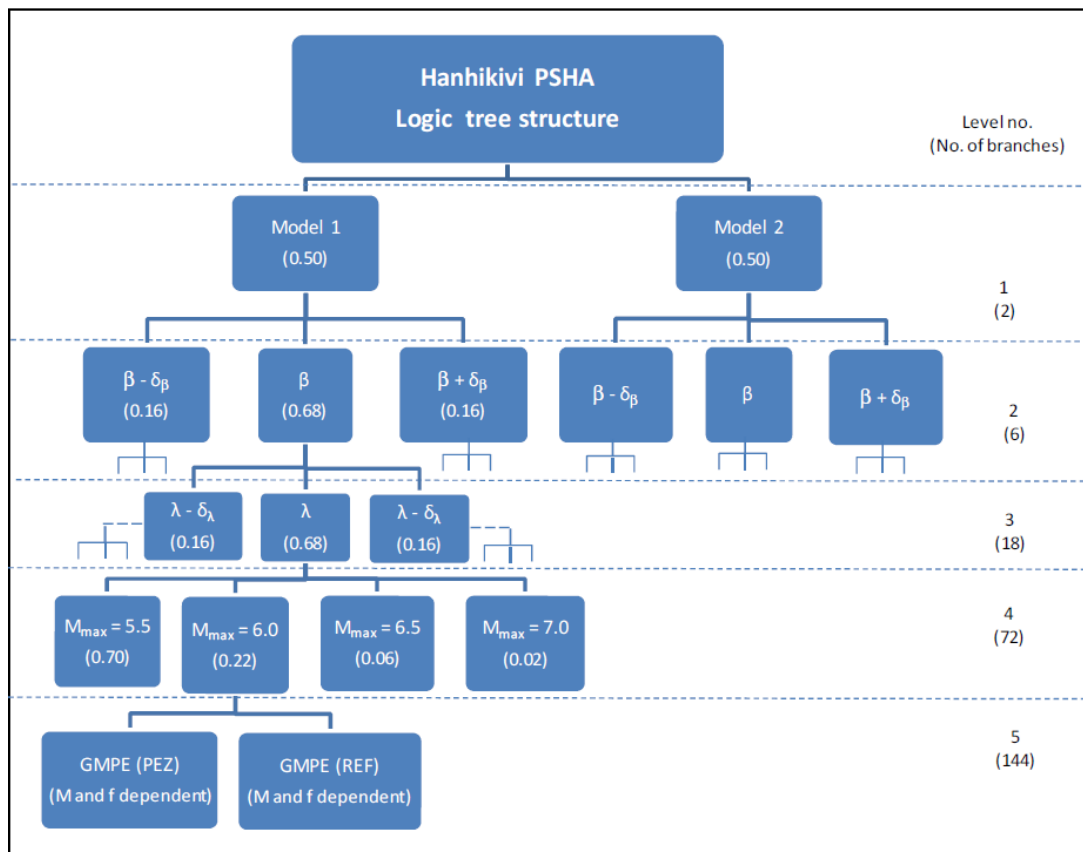 Hanhikivi PSHA
Logic tree structure
Level no.
(No. of branches)
Model 1
(0.50)
Model 2
(0.50)
1
(2)
β - δβ
(0.16)
β
(0.68)
β + δβ
(0.16)
β - δβ
β
β + δβ
2
(6)
λ - δλ
(0.16)
λ
(0.68)
λ - δλ
(0.16)
3
(18)
Mmax = 5.5
(0.70)
Mmax = 6.0
(0.22)
Mmax = 6.5
(0.06)
Mmax = 7.0
(0.02)
4
(72)
GMPE (PEZ)
(M and f dependent)
GMPE (REF)
(M and f dependent)
5
(144)